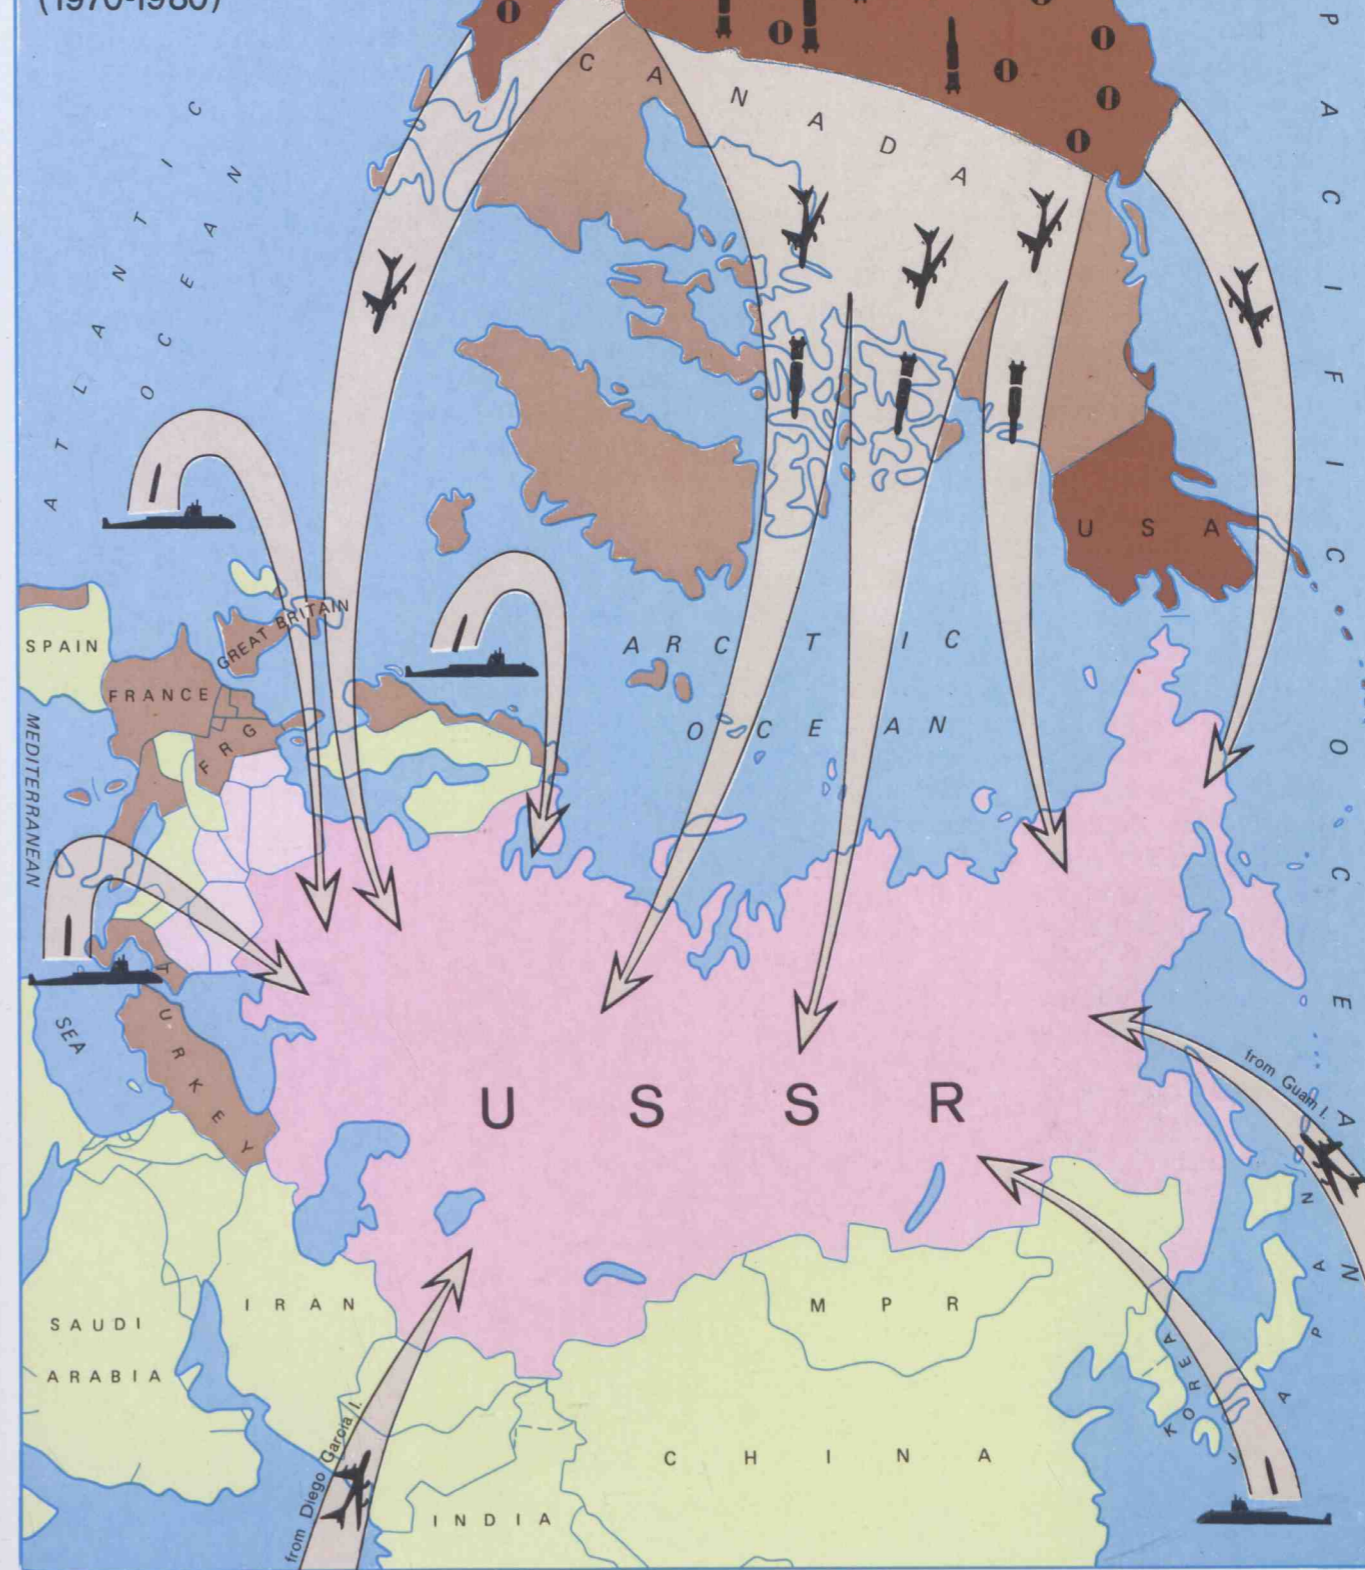 (1970-1980)
CANADA
ATLANTIC
OCEAN
PACIFIC OCEAN
USA
SPAIN
GREAT BRITAIN
FRANCE
FRG
ARCTIC
OCEAN
MEDITERRANEAN
SEA
TURKEY
USSR
from Guam I.
JAPAN
SAUDI
ARABIA
IRAN
MPR
KOREA
CHINA
INDIA
from Diego Garcia I.